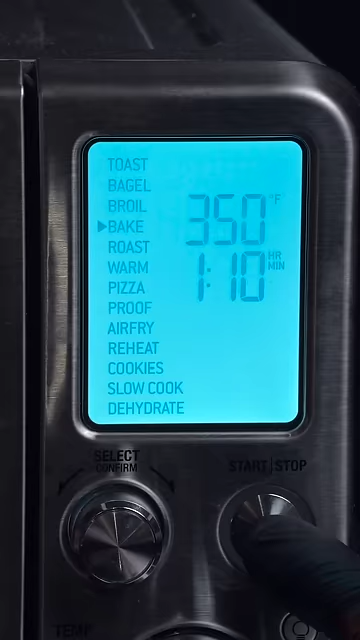 TOAST
BAGEL
BROIL
BAKE
ROAST
WARM
PIZZA
PROOF
AIRFRY
REHEAT
COOKIES
SLOW COOK
DEHYDRATE
350°F
1:10 HR MIN
SELECT
CONFIRM
START|STOP
TEMP